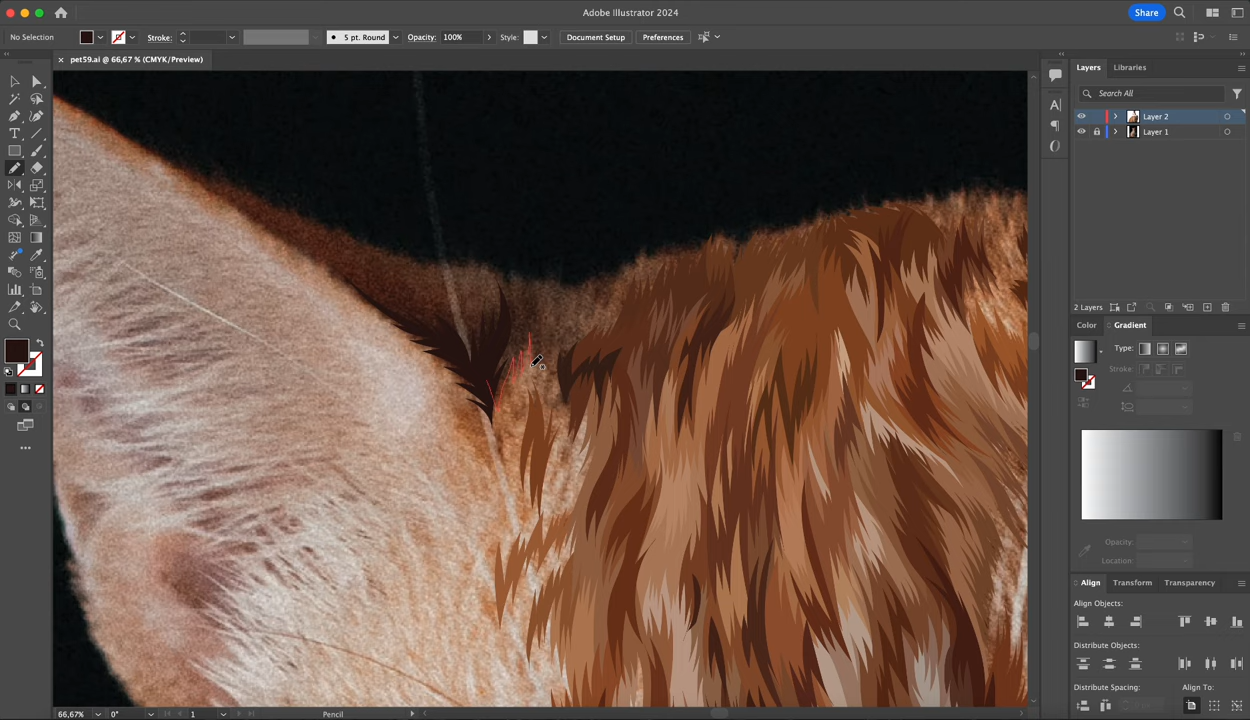 Adobe Illustrator 2024
Share
No Selection
Stroke:
5 pt. Round
Opacity:
100%
Style:
Document Setup
Preferences
pet59.ai @ 66,67 % (CMYK/Preview)
Layers
Libraries
Search All
Layer 2
Layer 1
2 Layers
Color
Gradient
Type:
Stroke:
Opacity:
Location:
Align
Transform
Transparency
Align Objects:
Distribute Objects:
Distribute Spacing:
Align To:
66,67%
0°
1
Pencil